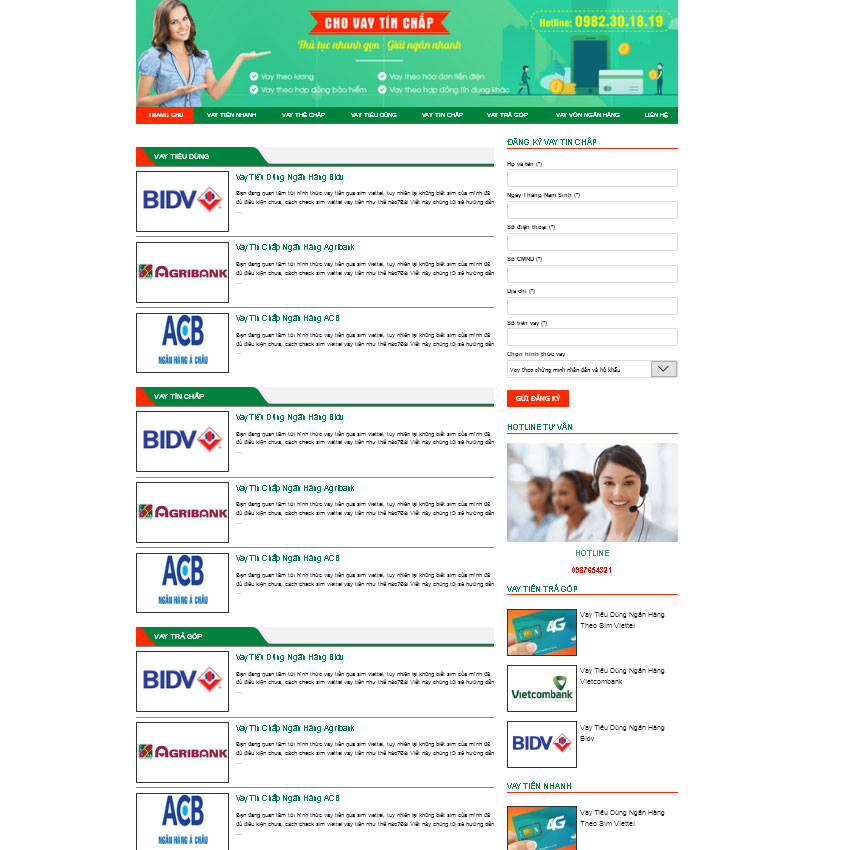 CHO VAY TÍN CHẤP
Thủ tục nhanh gọn - Giải ngân nhanh
Hotline: 0982.30.18.19
Vay theo lương
Vay theo hóa đơn tiền điện
Vay theo hợp đồng bảo hiểm
Vay theo hợp đồng tín dụng khác
TRANG CHỦ VAY TIỀN NHANH VAY THẾ CHẤP VAY TIÊU DÙNG VAY TÍN CHẤP VAY TRẢ GÓP VAY VỐN NGÂN HÀNG LIÊN HỆ
VAY TIÊU DÙNG
BIDV
Vay Tiêu Dùng Ngân Hàng Bidv
Bạn đang quan tâm tới hình thức vay tiền qua sim viettel, tuy nhiên lại không biết sim của mình đã
đủ điều kiện chưa, cách check sim viettel vay tiền như thế nào?Bài Viết này chúng tôi sẽ hướng dẫn
...
AGRIBANK
Vay Tín Chấp Ngân Hàng Agribank
Bạn đang quan tâm tới hình thức vay tiền qua sim viettel, tuy nhiên lại không biết sim của mình đã
đủ điều kiện chưa, cách check sim viettel vay tiền như thế nào?Bài Viết này chúng tôi sẽ hướng dẫn
...
ACB
NGÂN HÀNG Á CHÂU
Vay Tín Chấp Ngân Hàng ACB
Bạn đang quan tâm tới hình thức vay tiền qua sim viettel, tuy nhiên lại không biết sim của mình đã
đủ điều kiện chưa, cách check sim viettel vay tiền như thế nào?Bài Viết này chúng tôi sẽ hướng dẫn
...
VAY TÍN CHẤP
BIDV
Vay Tiêu Dùng Ngân Hàng Bidv
Bạn đang quan tâm tới hình thức vay tiền qua sim viettel, tuy nhiên lại không biết sim của mình đã
đủ điều kiện chưa, cách check sim viettel vay tiền như thế nào?Bài Viết này chúng tôi sẽ hướng dẫn
...
AGRIBANK
Vay Tín Chấp Ngân Hàng Agribank
Bạn đang quan tâm tới hình thức vay tiền qua sim viettel, tuy nhiên lại không biết sim của mình đã
đủ điều kiện chưa, cách check sim viettel vay tiền như thế nào?Bài Viết này chúng tôi sẽ hướng dẫn
...
ACB
NGÂN HÀNG Á CHÂU
Vay Tín Chấp Ngân Hàng ACB
Bạn đang quan tâm tới hình thức vay tiền qua sim viettel, tuy nhiên lại không biết sim của mình đã
đủ điều kiện chưa, cách check sim viettel vay tiền như thế nào?Bài Viết này chúng tôi sẽ hướng dẫn
...
VAY TRẢ GÓP
BIDV
Vay Tiêu Dùng Ngân Hàng Bidv
Bạn đang quan tâm tới hình thức vay tiền qua sim viettel, tuy nhiên lại không biết sim của mình đã
đủ điều kiện chưa, cách check sim viettel vay tiền như thế nào?Bài Viết này chúng tôi sẽ hướng dẫn
...
AGRIBANK
Vay Tín Chấp Ngân Hàng Agribank
Bạn đang quan tâm tới hình thức vay tiền qua sim viettel, tuy nhiên lại không biết sim của mình đã
đủ điều kiện chưa, cách check sim viettel vay tiền như thế nào?Bài Viết này chúng tôi sẽ hướng dẫn
...
ACB
NGÂN HÀNG Á CHÂU
Vay Tín Chấp Ngân Hàng ACB
Bạn đang quan tâm tới hình thức vay tiền qua sim viettel, tuy nhiên lại không biết sim của mình đã
đủ điều kiện chưa, cách check sim viettel vay tiền như thế nào?Bài Viết này chúng tôi sẽ hướng dẫn
...
ĐĂNG KÝ VAY TÍN CHẤP
Họ và tên (*)
Ngày Tháng Năm Sinh (*)
Số điện thoại (*)
Số CMND (*)
Địa chỉ (*)
Số tiền vay (*)
Chọn hình thức vay
Vay theo chứng minh nhân dân và hộ khẩu
GỬI ĐĂNG KÝ
HOTLINE TƯ VẤN
HOTLINE
0987654321
VAY TIỀN TRẢ GÓP
4G
Vay Tiêu Dùng Ngân Hàng
Theo Sim Viettel
Vietcombank
Vay Tiêu Dùng Ngân Hàng
Vietcombank
BIDV
Vay Tiêu Dùng Ngân Hàng
Bidv
VAY TIỀN NHANH
4G
Vay Tiêu Dùng Ngân Hàng
Theo Sim Viettel